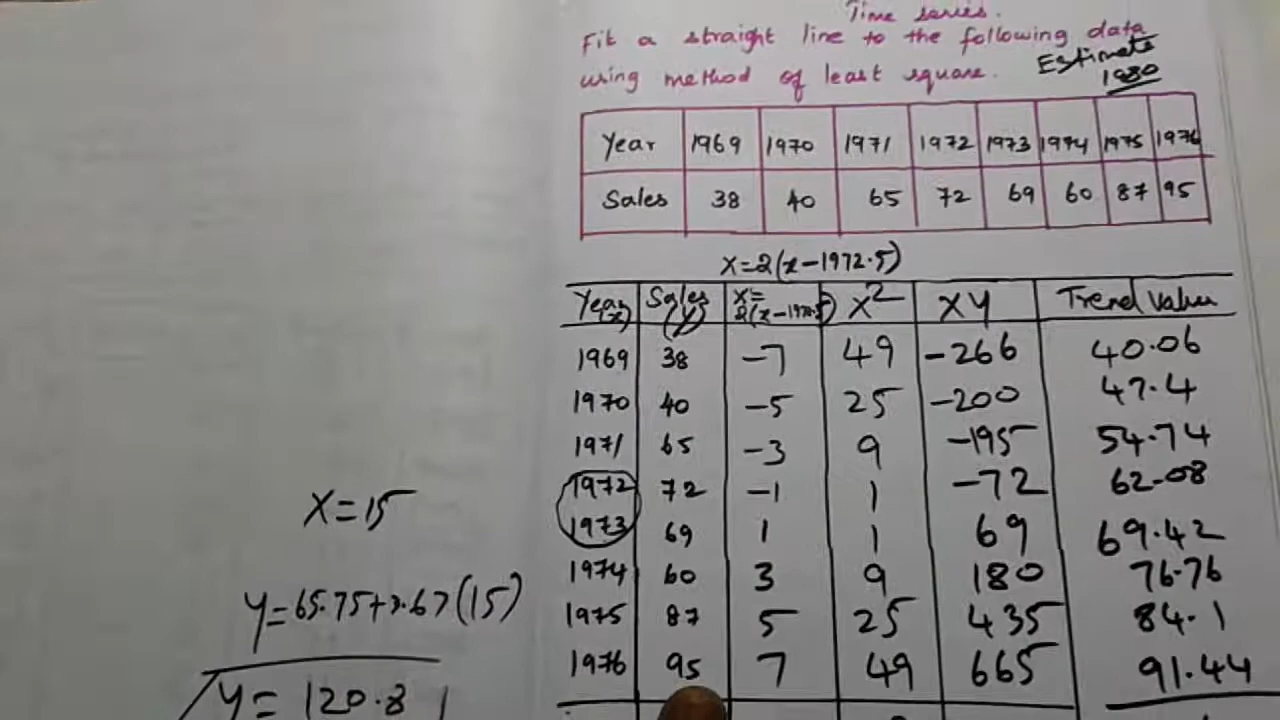 Time series.
Fit a straight line to the following data
using method of least square. Estimate
1980
Year 1969 1970 1971 1972 1973 1974 1975 1976
Sales 38 40 65 72 69 60 87 95
X=2(x-1972.5)
Year (x) Sales (y) X= 2(x-1972.5) X² XY Trend Value
1969 38 -7 49 -266 40.06
1970 40 -5 25 -200 47.4
1971 65 -3 9 -195 54.74
1972 72 -1 1 -72 62.08
1973 69 1 1 69 69.42
1974 60 3 9 180 76.76
1975 87 5 25 435 84.1
1976 95 7 49 665 91.44
X=15
Y=65.75+3.67(15)
Y= 120.8